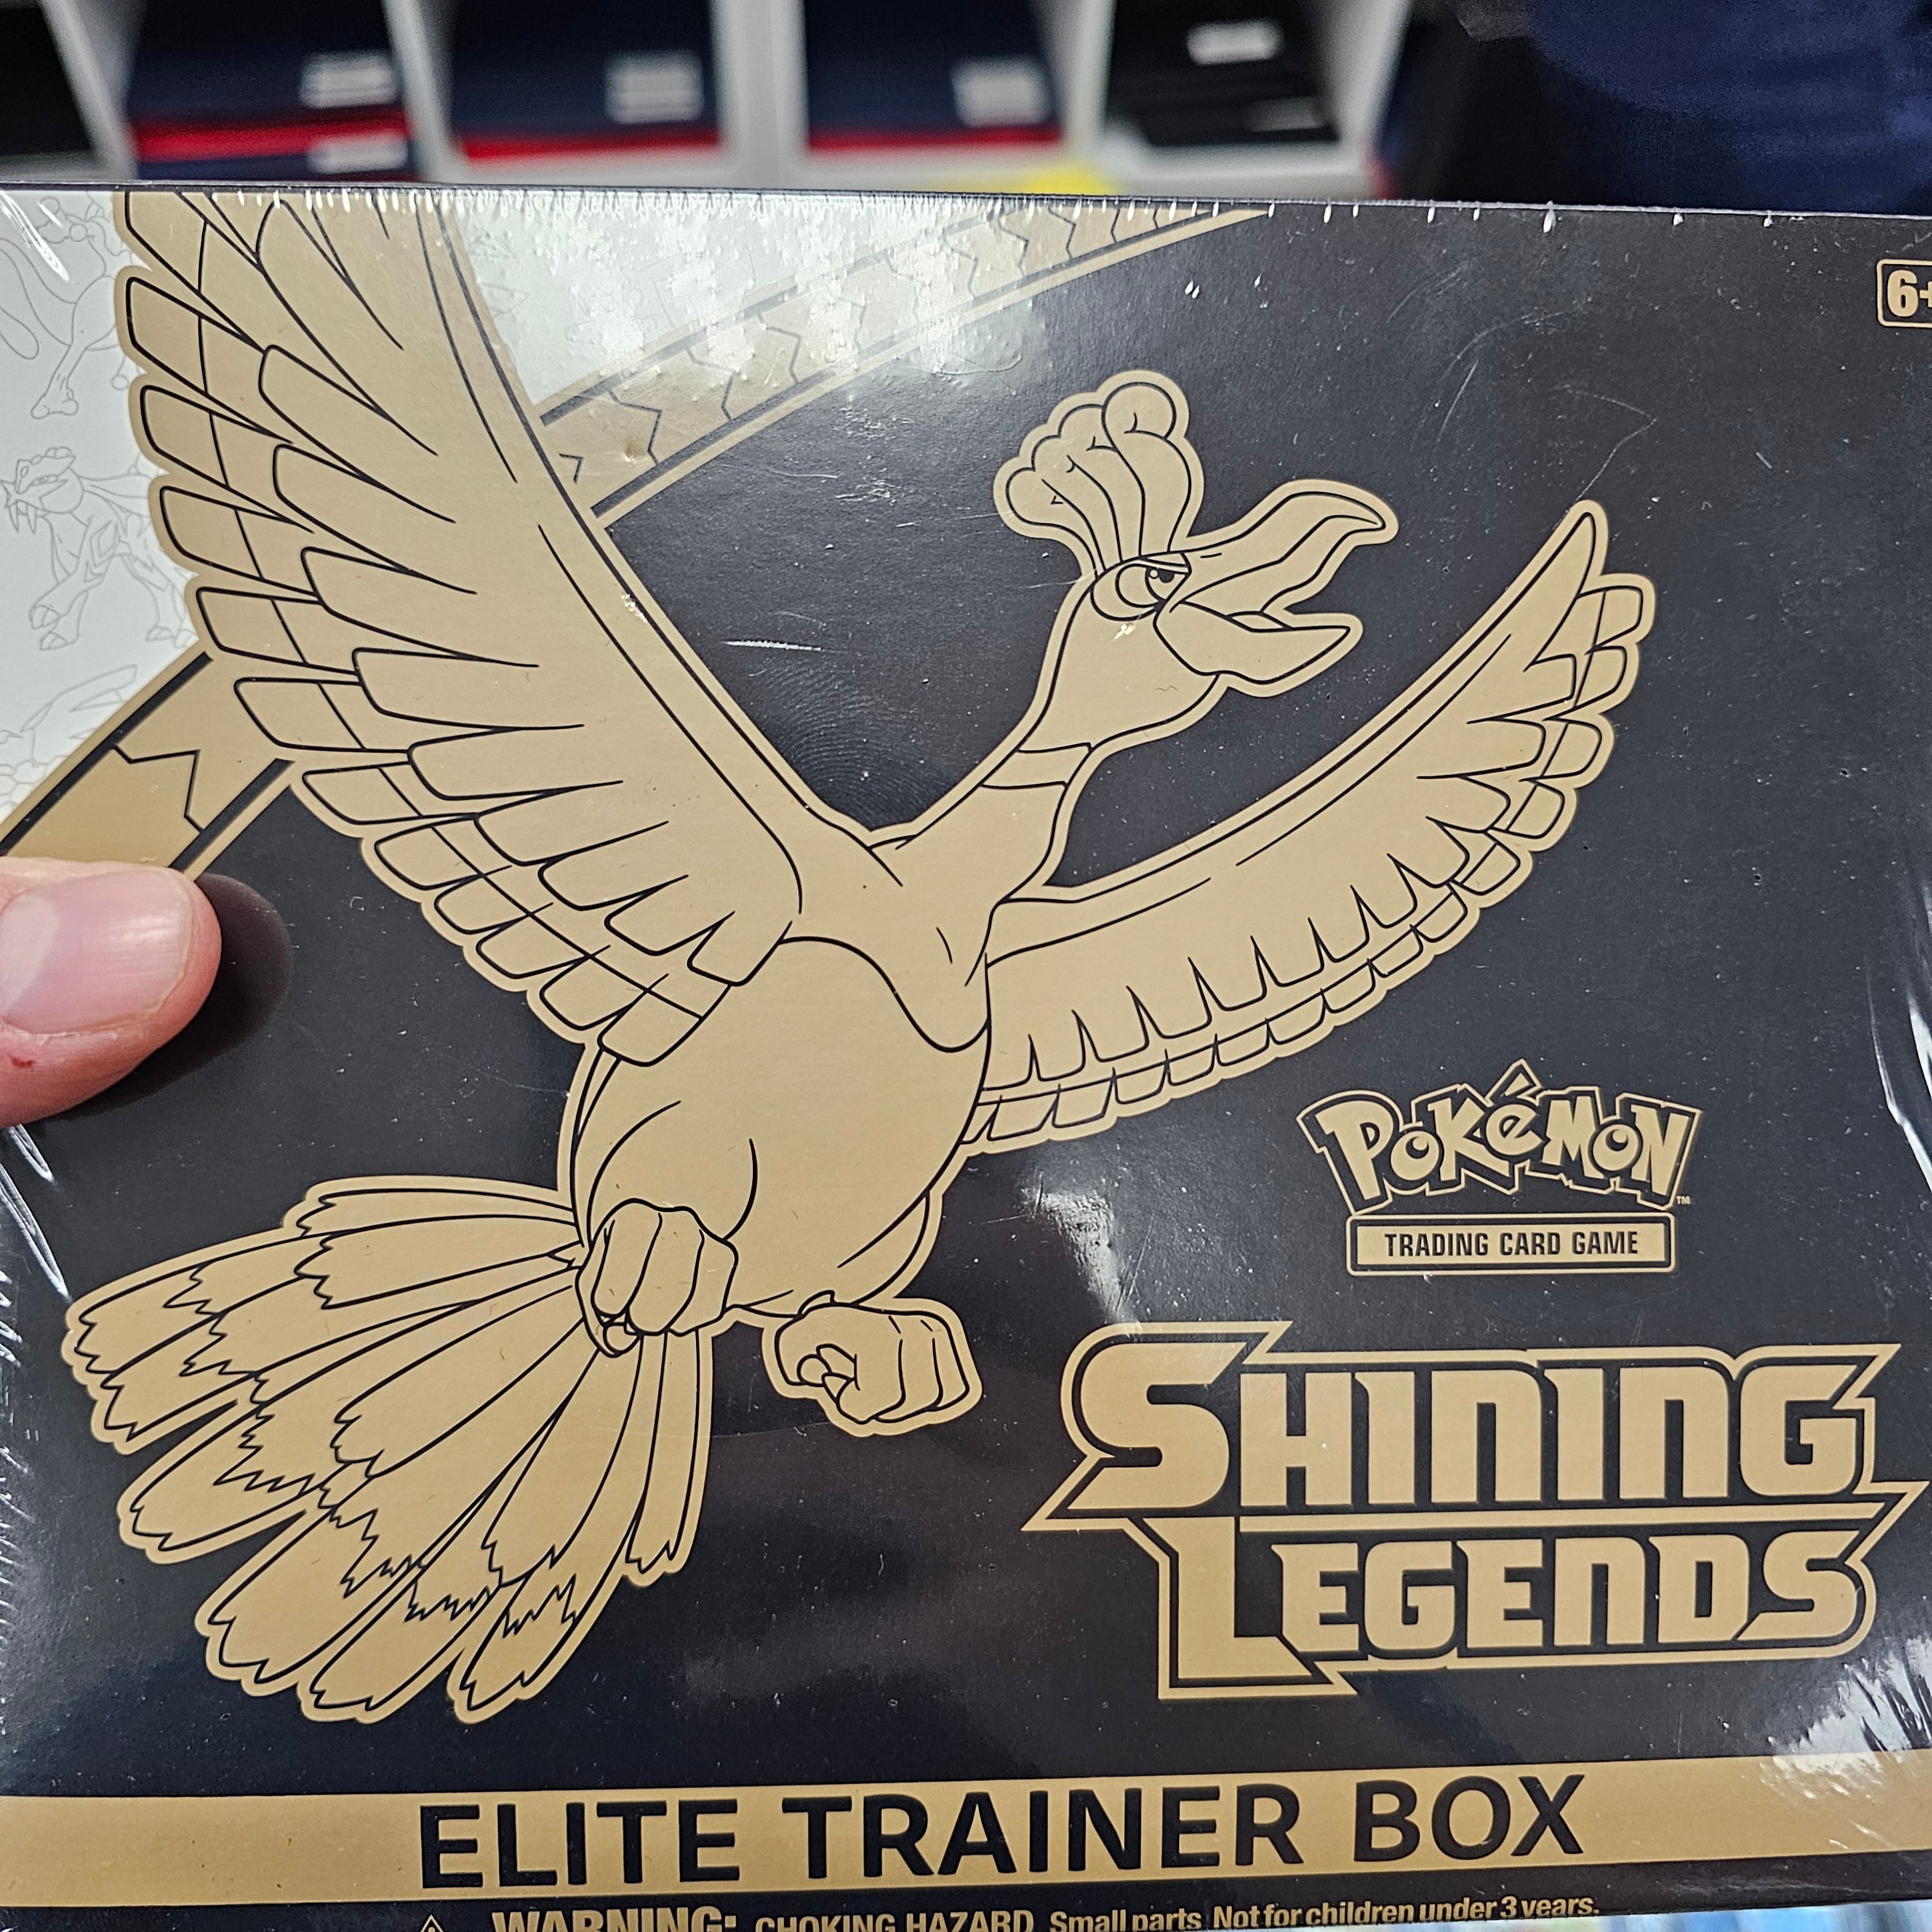 6+
POKéMON
TM
TRADING CARD GAME
SHINING
LEGENDS
ELITE TRAINER BOX
WARNING: CHOKING HAZARD Small parts Not for children under 3 years.